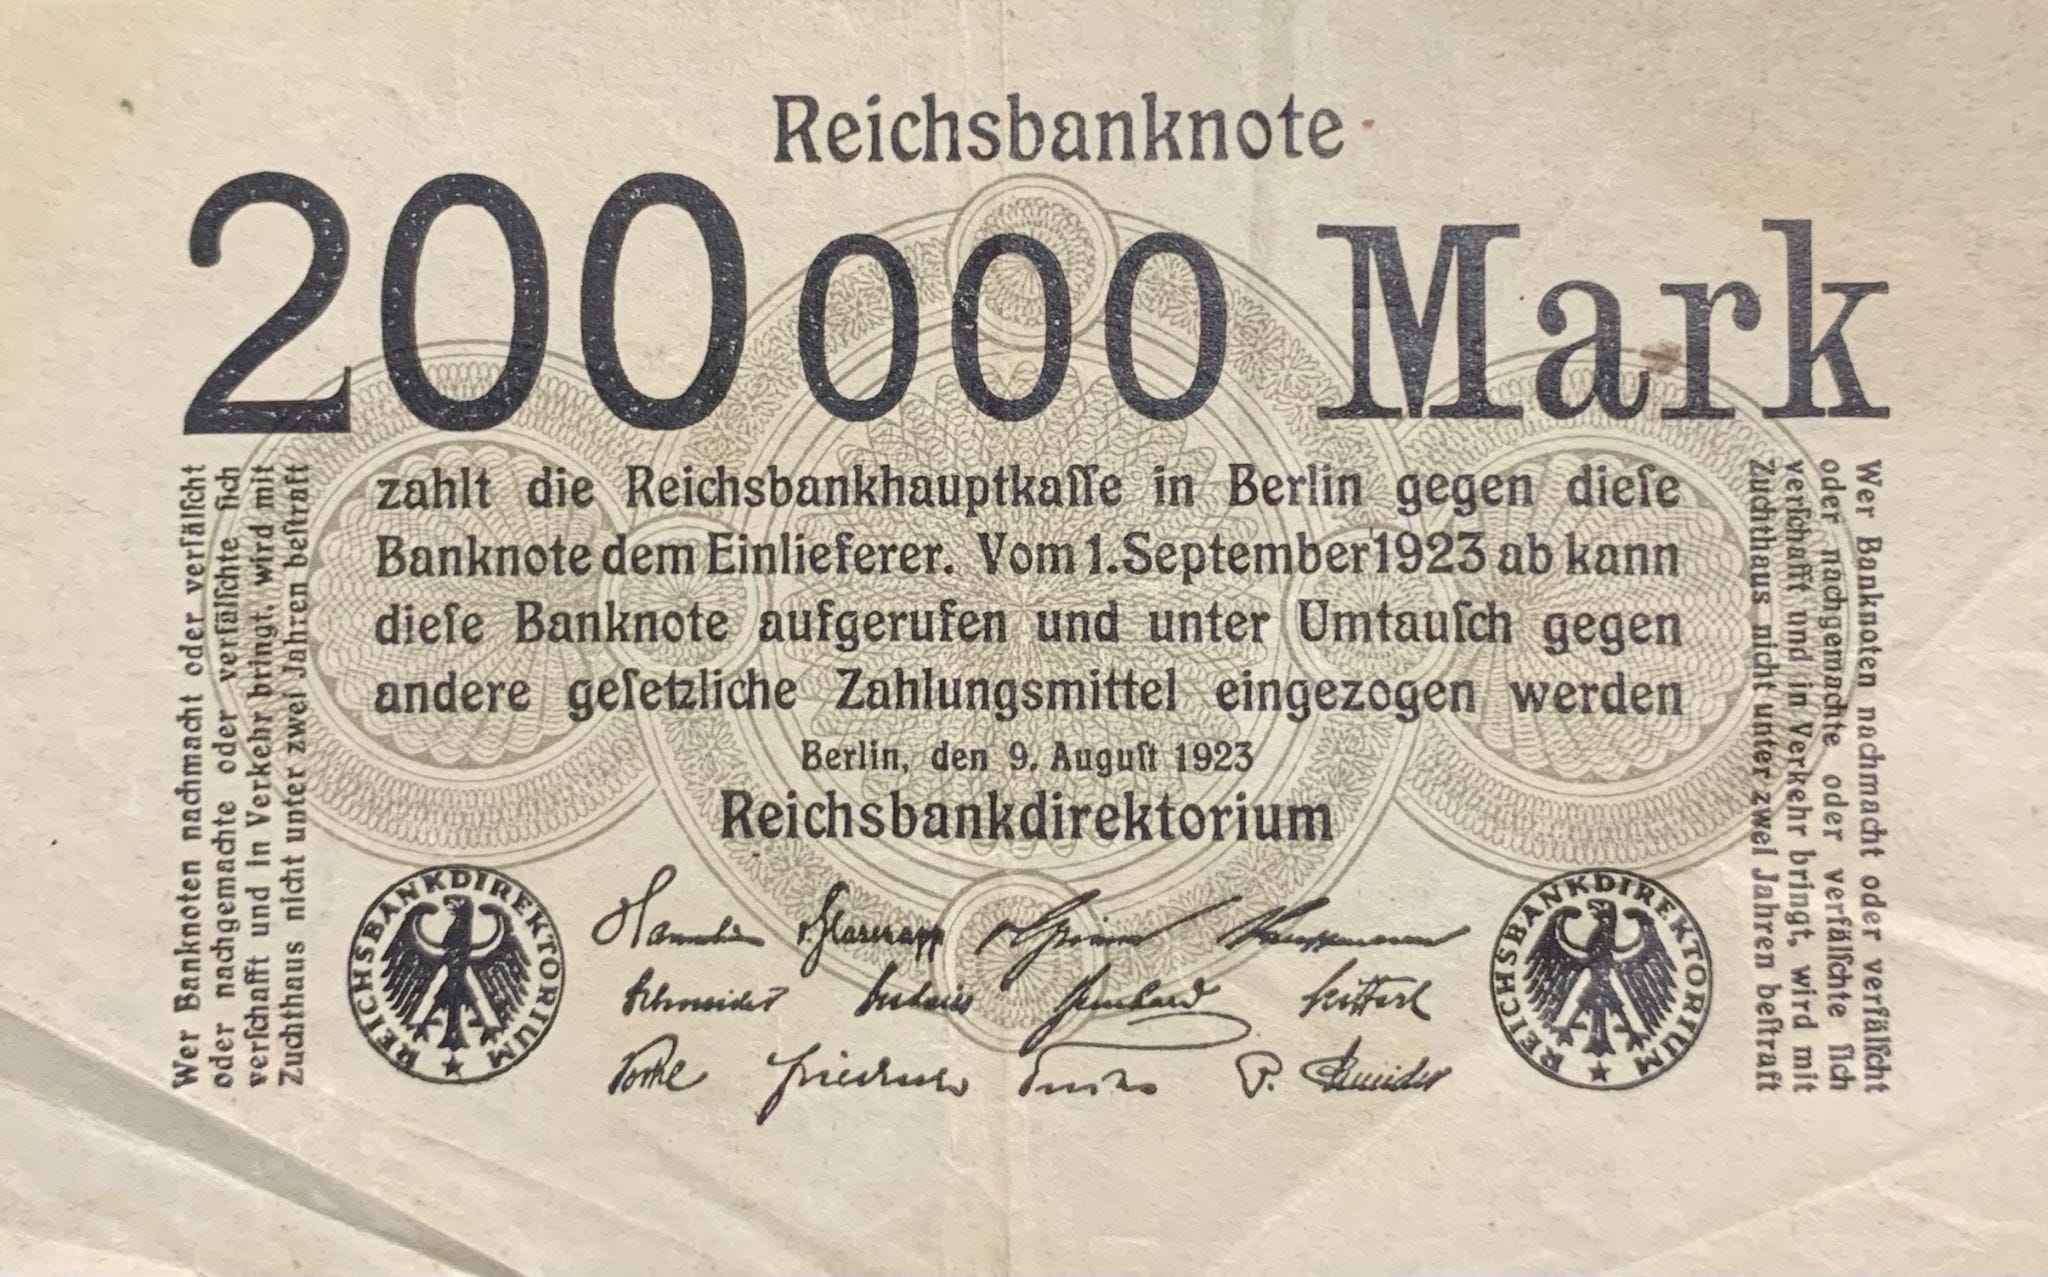 Reichsbanknote
200000 Mark
zahlt die Reichsbankhauptkaſſe in Berlin gegen dieſe
Banknote dem Einlieferer. Vom 1. September 1923 ab kann
dieſe Banknote aufgerufen und unter Umtauſch gegen
andere geſetzliche Zahlungsmittel eingezogen werden
Berlin, den 9. Auguſt 1923
Reichsbankdirektorium
Wer Banknoten nachmacht oder verfälſcht
oder nachgemachte oder verfälſchte ſich
verſchafft und in Verkehr bringt, wird mit
Zuchthaus nicht unter zwei Jahren beſtraft
Wer Banknoten nachmacht oder verfälſcht
oder nachgemachte oder verfälſchte ſich
verſchafft und in Verkehr bringt, wird mit
Zuchthaus nicht unter zwei Jahren beſtraft
REICHSBANKDIREKTORIUM
v. Glasenapp Kauffmann
Schneider
P. Schneider
REICHSBANKDIREKTORIUM